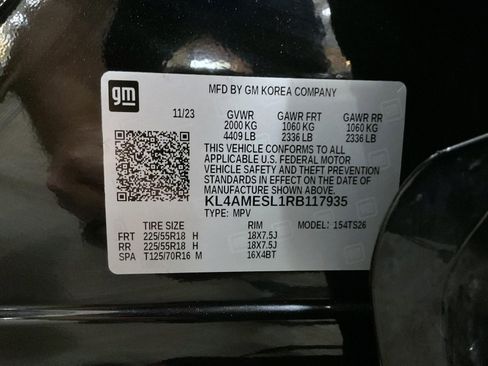 gm
MFD BY GM KOREA COMPANY
11/23 GVWR GAWR FRT GAWR RR
2000 KG 1060 KG 1060 KG
4409 LB 2336 LB 2336 LB
THIS VEHICLE CONFORMS TO ALL
APPLICABLE U.S. FEDERAL MOTOR
VEHICLE SAFETY AND THEFT PREVENTION
STANDARDS IN EFFECT ON THE DATE OF
MANUFACTURE SHOWN ABOVE.
KL4AMESL1RB117935
TYPE: MPV MODEL: 154TS26
TIRE SIZE RIM
FRT 225/55R18 H 18X7.5J
RR 225/55R18 H 18X7.5J
SPA T125/70R16 M 16X4BT